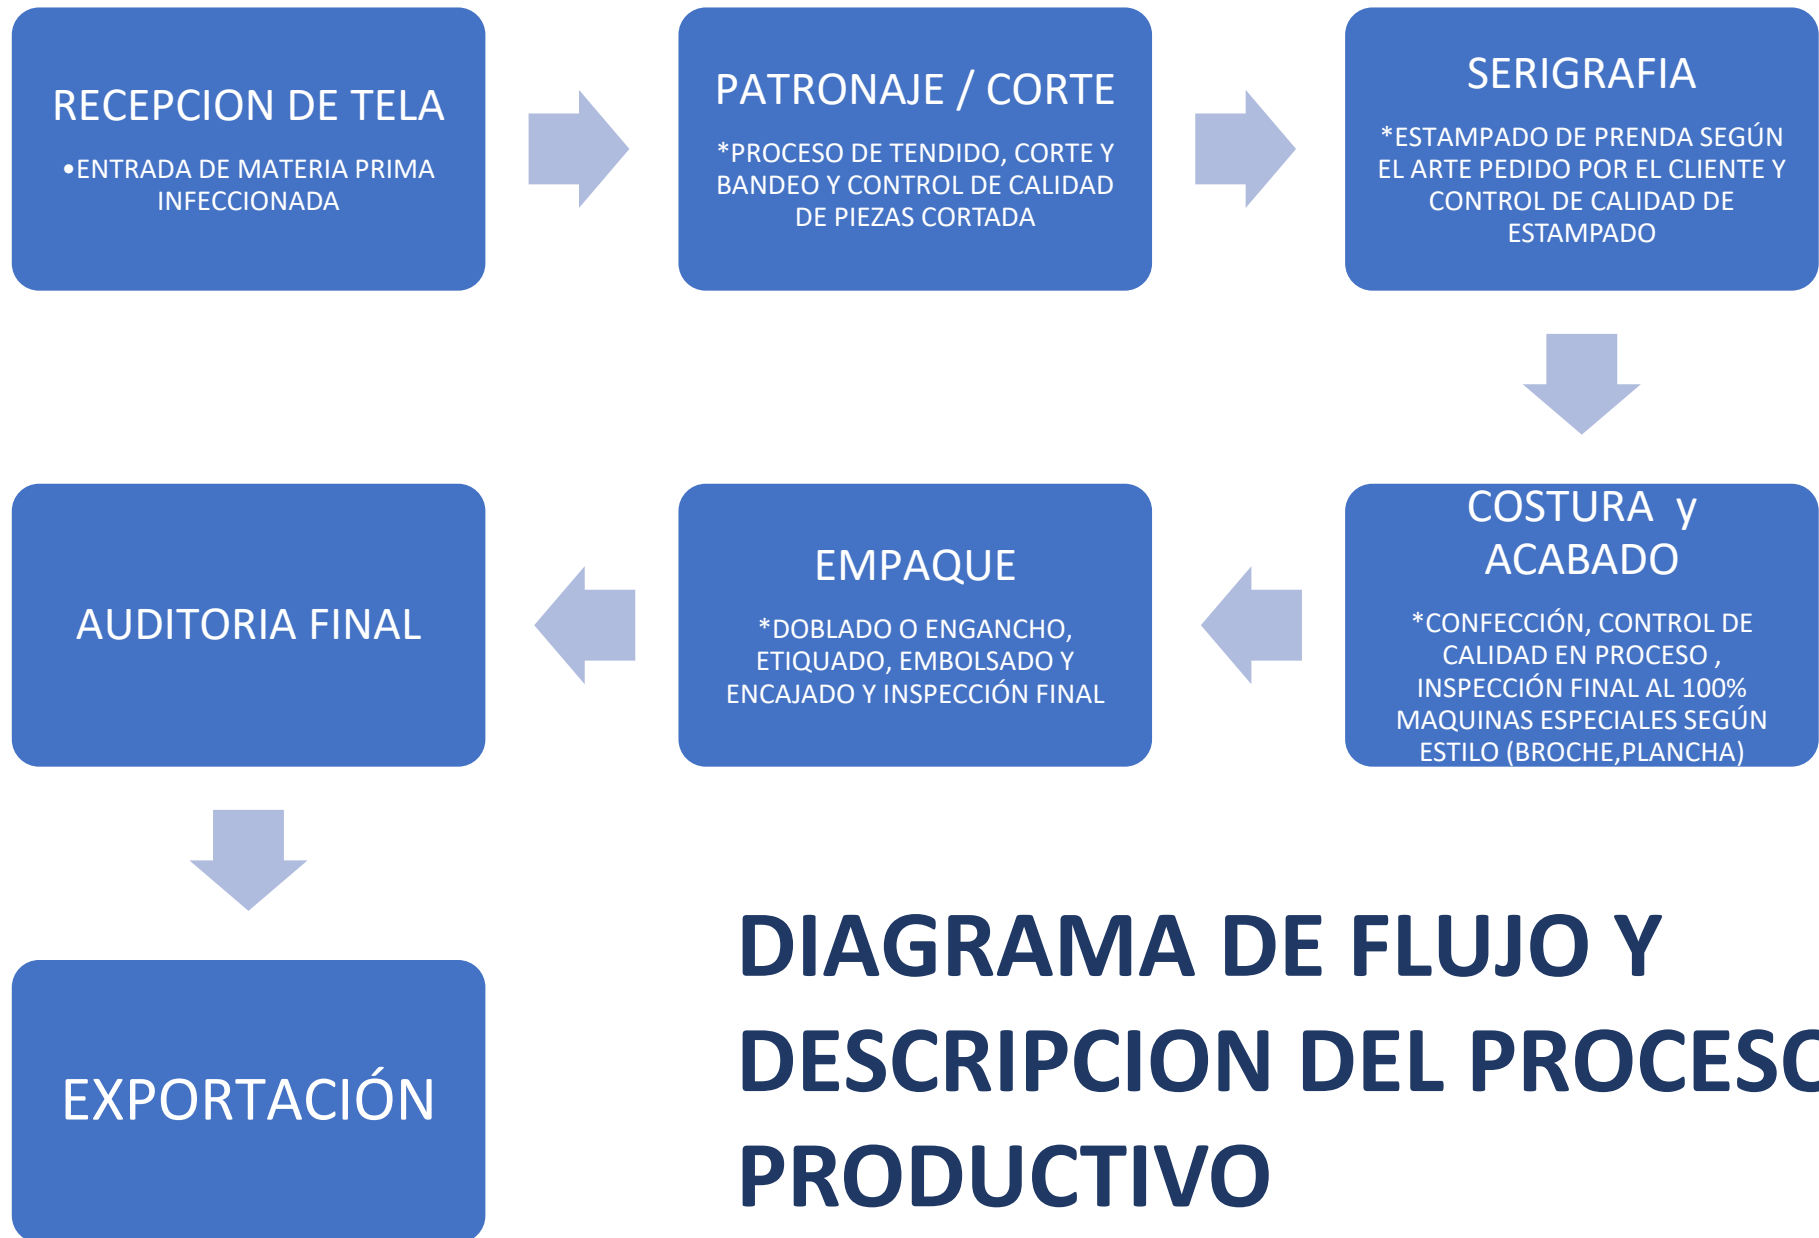 RECEPCION DE TELA
•ENTRADA DE MATERIA PRIMA
INFECCIONADA
PATRONAJE / CORTE
*PROCESO DE TENDIDO, CORTE Y
BANDEO Y CONTROL DE CALIDAD
DE PIEZAS CORTADA
SERIGRAFIA
*ESTAMPADO DE PRENDA SEGÚN
EL ARTE PEDIDO POR EL CLIENTE Y
CONTROL DE CALIDAD DE
ESTAMPADO
COSTURA y
ACABADO
*CONFECCIÓN, CONTROL DE
CALIDAD EN PROCESO ,
INSPECCIÓN FINAL AL 100%
MAQUINAS ESPECIALES SEGÚN
ESTILO (BROCHE,PLANCHA)
EMPAQUE
*DOBLADO O ENGANCHO,
ETIQUADO, EMBOLSADO Y
ENCAJADO Y INSPECCIÓN FINAL
AUDITORIA FINAL
EXPORTACIÓN
DIAGRAMA DE FLUJO Y
DESCRIPCION DEL PROCESO
PRODUCTIVO